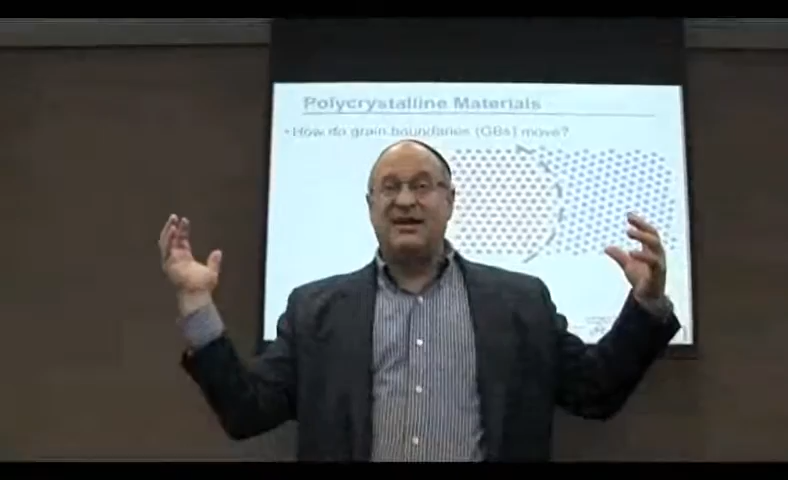 Polycrystalline Materials
• How do grain boundaries (GBs) move?